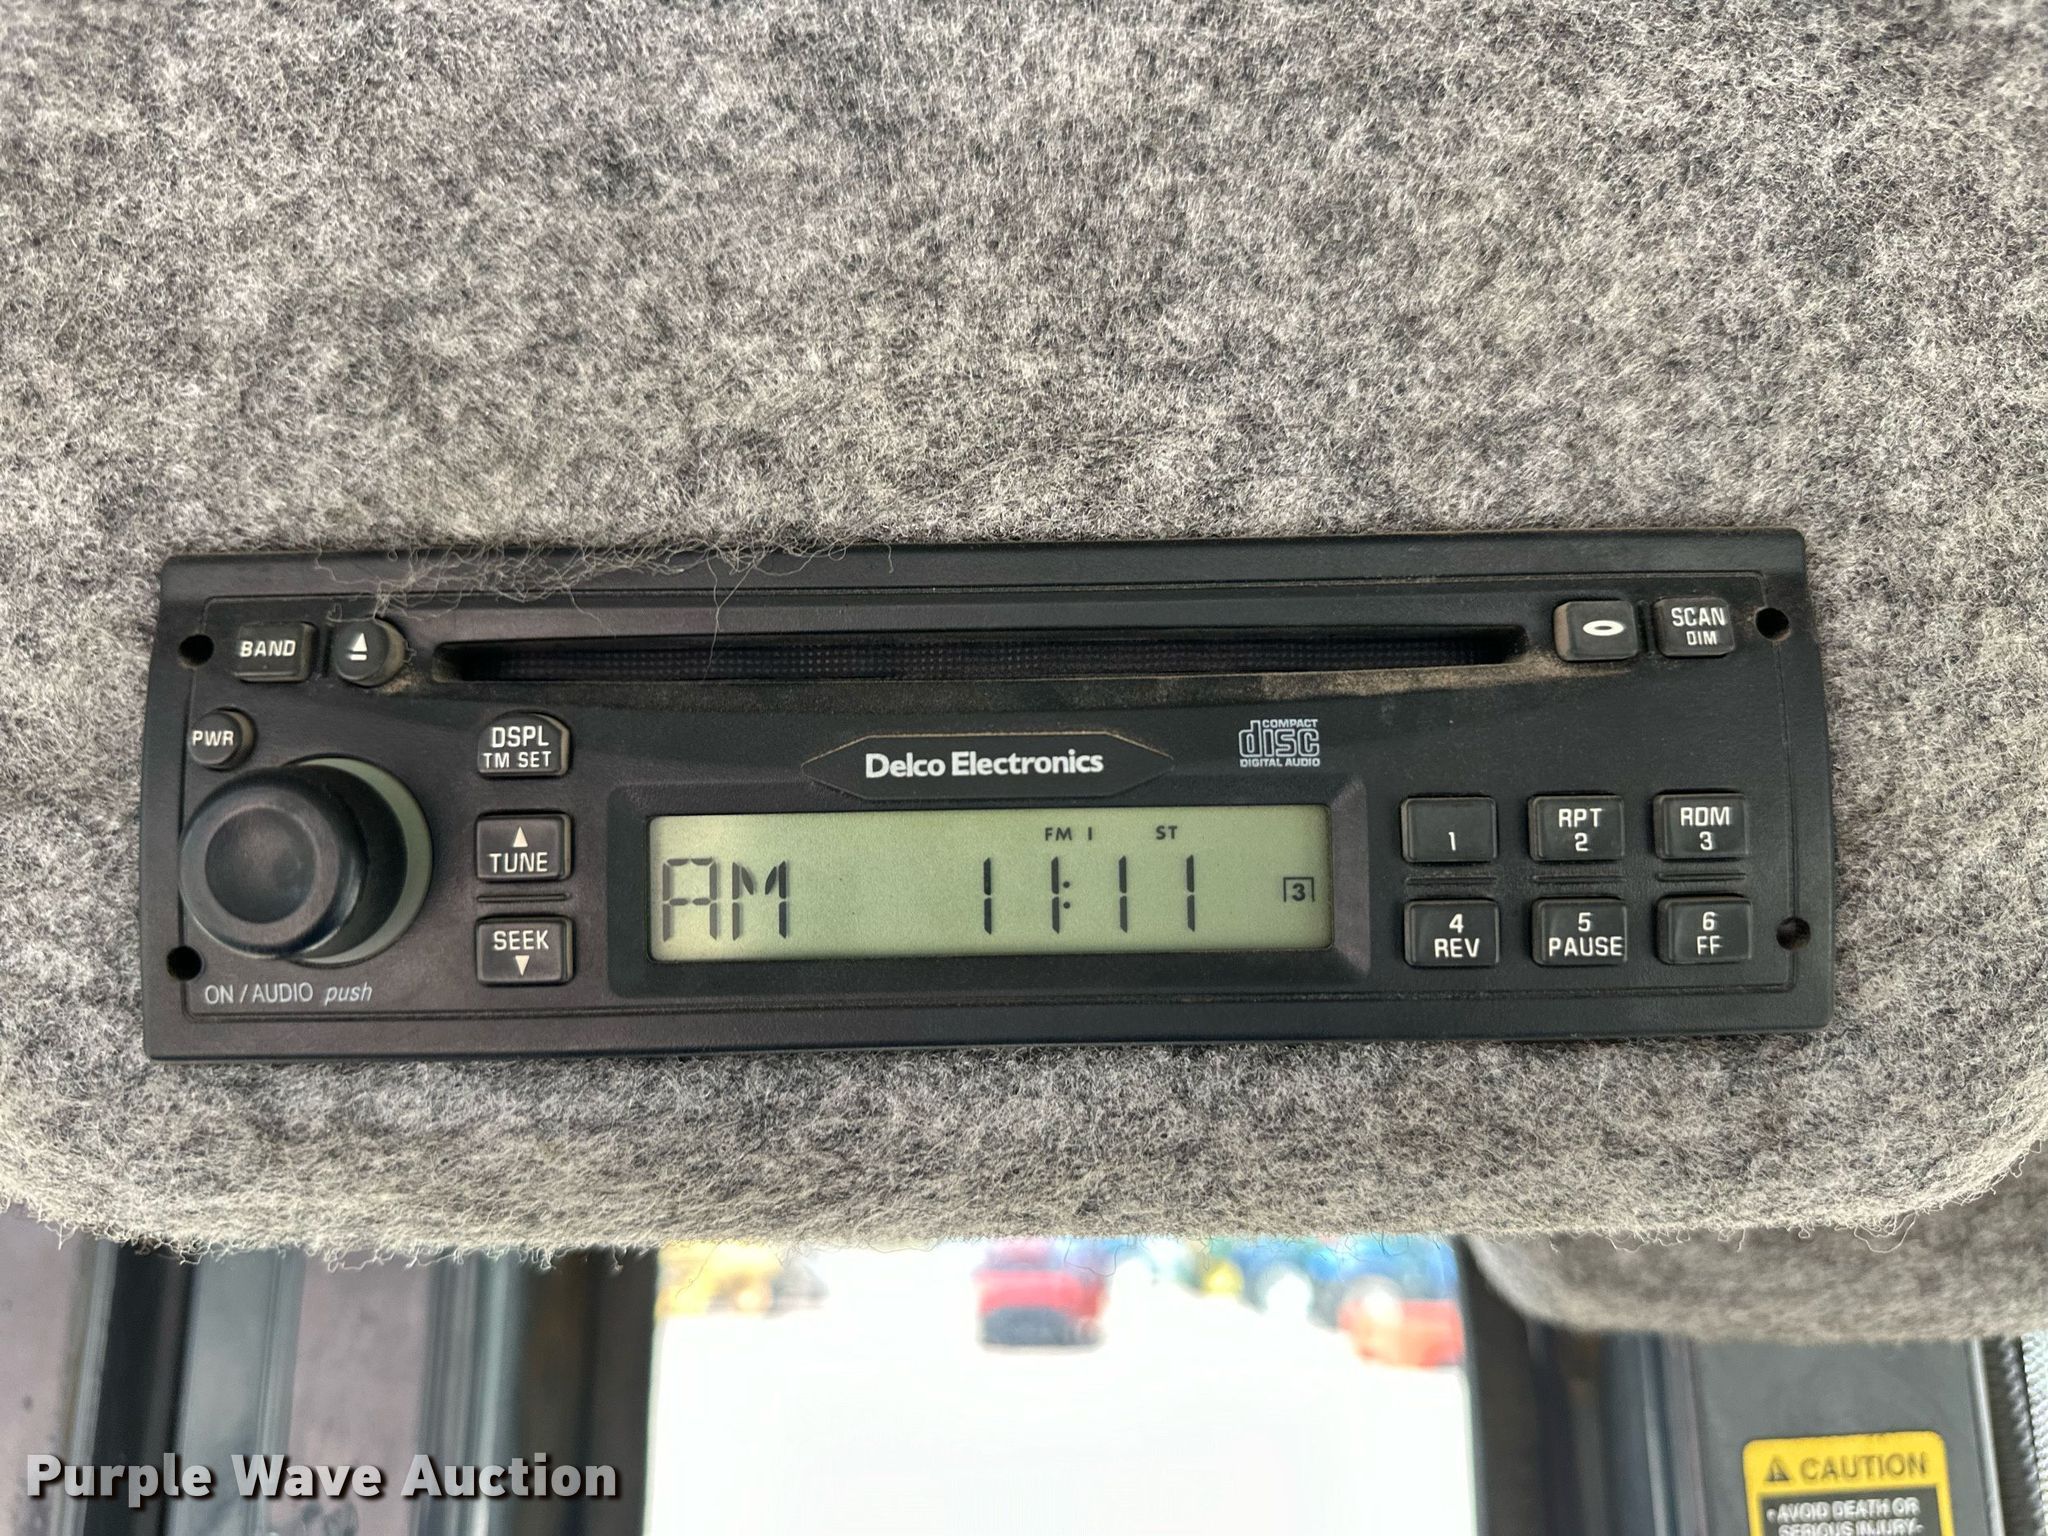 BAND
SCAN
DIM
PWR
DSPL
TM SET
Delco Electronics
COMPACT
disc
DIGITAL AUDIO
TUNE
SEEK
ON / AUDIO push
FM 1 ST
AM 11:11 3
1
RPT
2
RDM
3
4
REV
5
PAUSE
6
FF
Purple Wave Auction
CAUTION
• AVOID DEATH OR
SERIOUS INJURY-